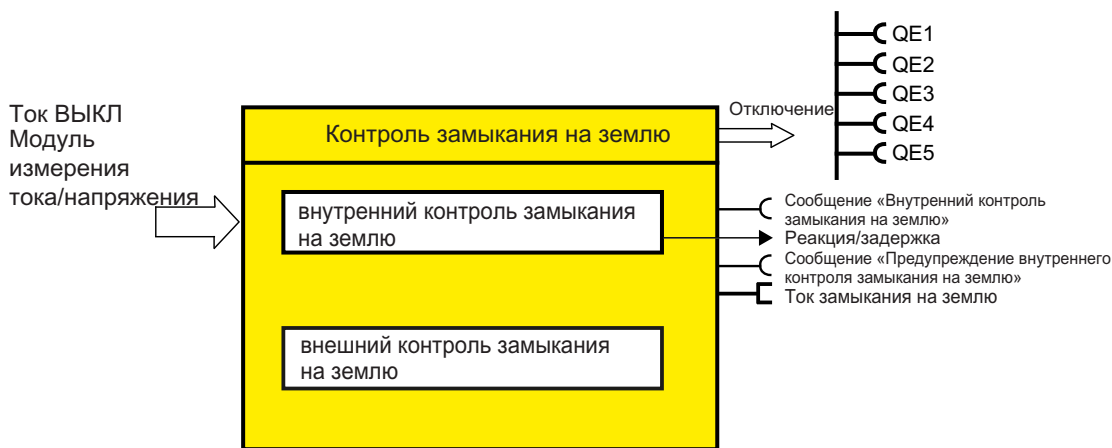 Ток ВЫКЛ
Модуль
измерения
тока/напряжения
Контроль замыкания на землю
внутренний контроль замыкания
на землю
внешний контроль замыкания
на землю
Отключение
QE1
QE2
QE3
QE4
QE5
Сообщение «Внутренний контроль
замыкания на землю»
Реакция/задержка
Сообщение «Предупреждение внутреннего
контроля замыкания на землю»
Ток замыкания на землю